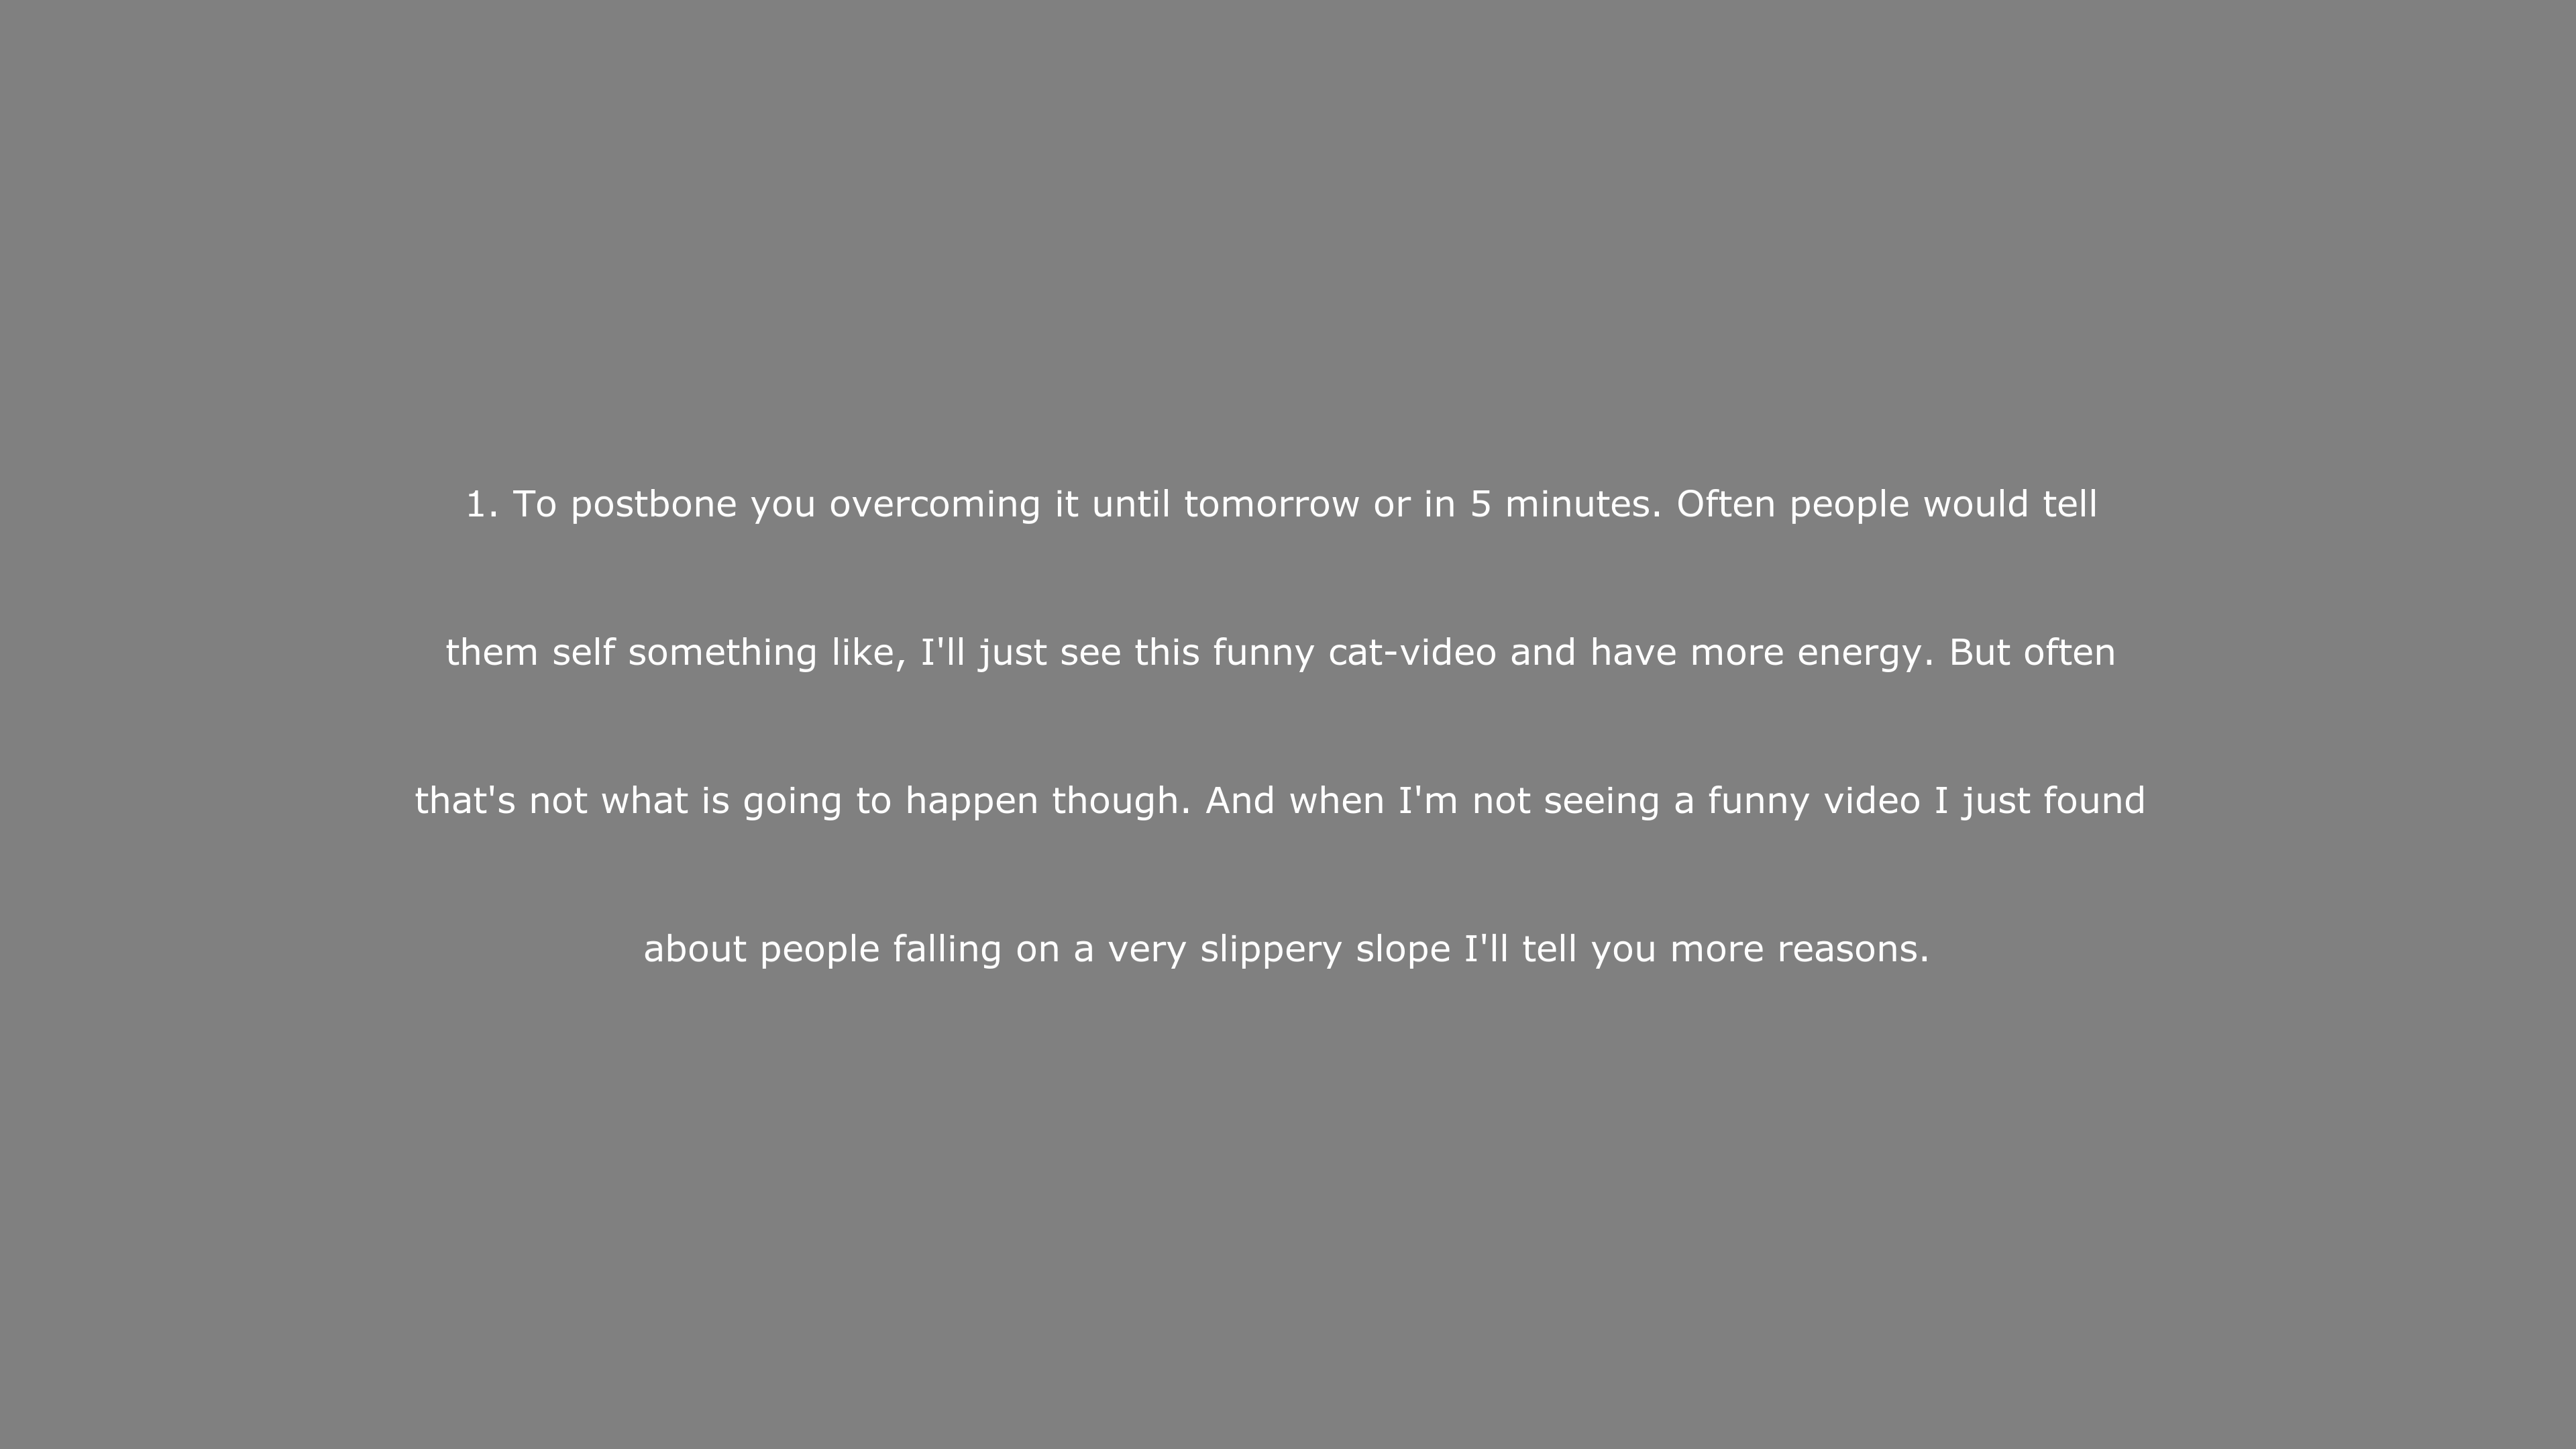 1. To postbone you overcoming it until tomorrow or in 5 minutes. Often people would tell
them self something like, I'll just see this funny cat-video and have more energy. But often
that's not what is going to happen though. And when I'm not seeing a funny video I just found
about people falling on a very slippery slope I'll tell you more reasons.